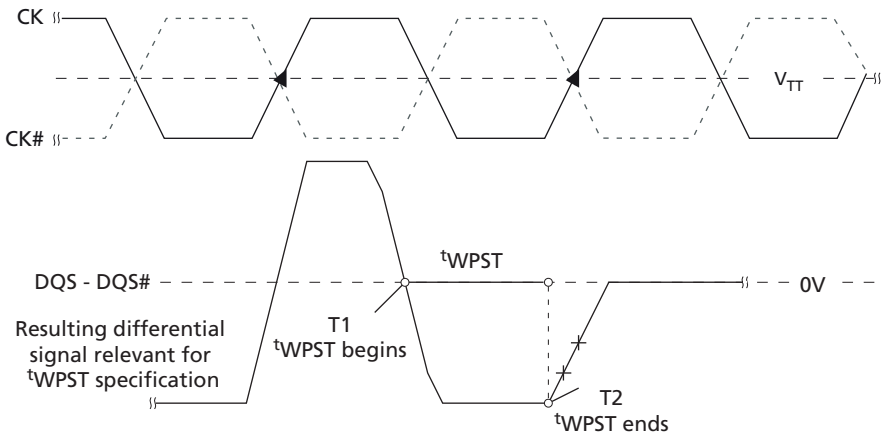 CK
V_TT
CK#
tWPST
DQS - DQS#
0V
Resulting differential
signal relevant for
tWPST specification
T1
tWPST begins
T2
tWPST ends